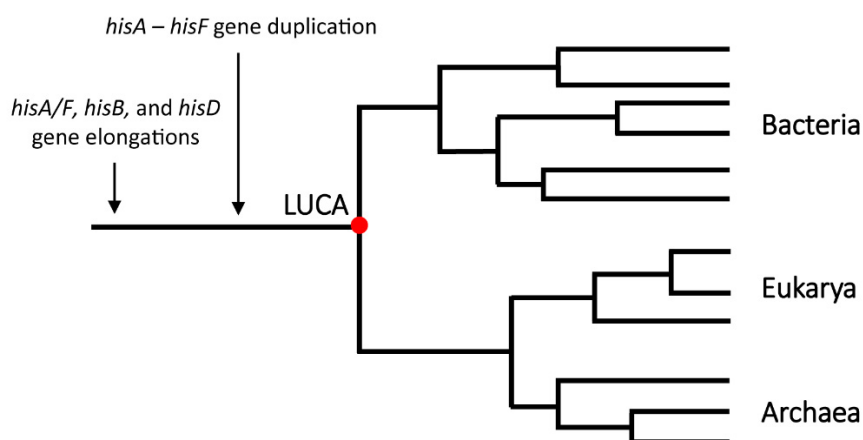 hisA – hisF gene duplication
hisA/F, hisB, and hisD
gene elongations
LUCA
Bacteria
Eukarya
Archaea